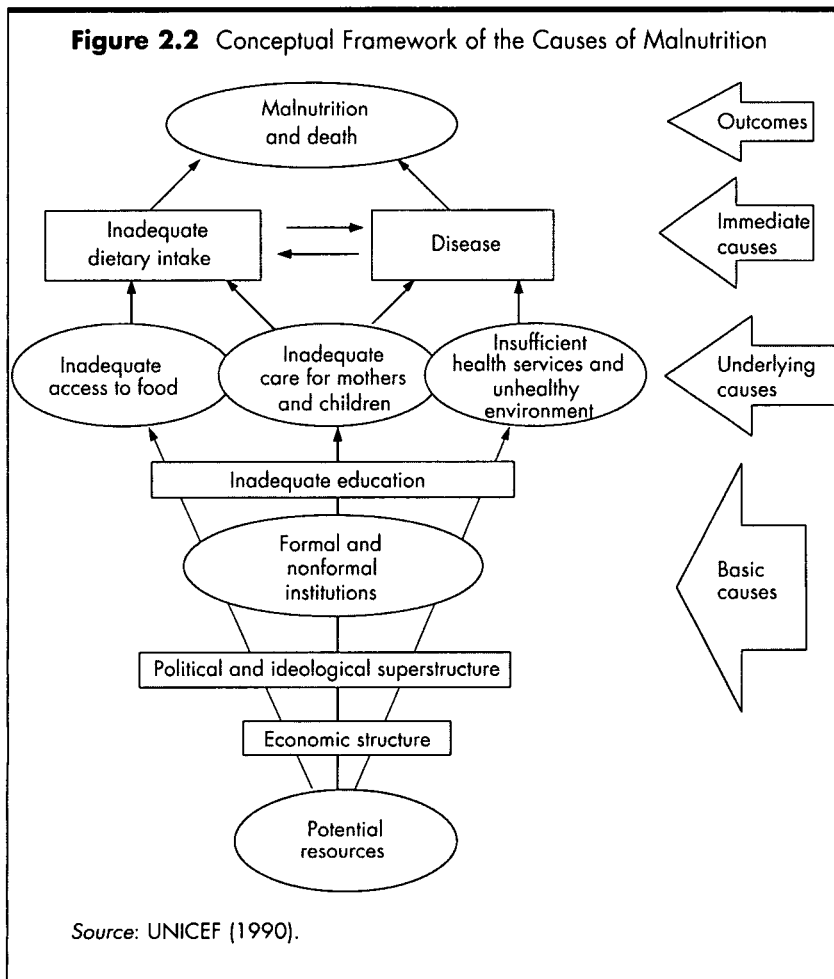 Figure 2.2 Conceptual Framework of the Causes of Malnutrition
Malnutrition
and death
Outcomes
Inadequate
dietary intake
Disease
Immediate
causes
Inadequate
access to food
Inadequate
care for mothers
and children
Insufficient
health services and
unhealthy
environment
Underlying
causes
Inadequate education
Formal and
nonformal
institutions
Basic
causes
Political and ideological superstructure
Economic structure
Potential
resources
Source: UNICEF (1990).